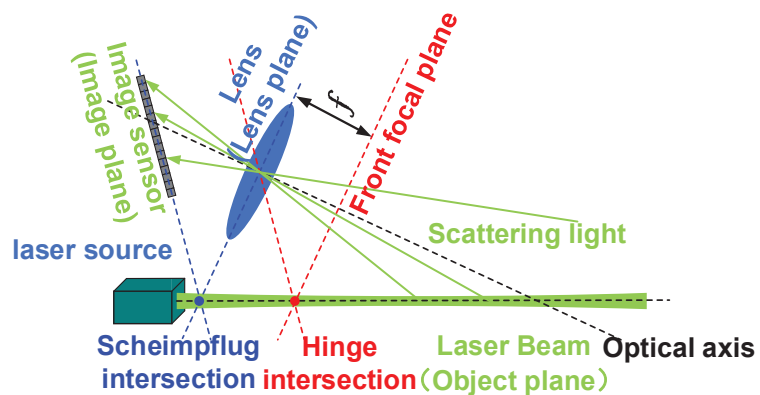 Image sensor
(Image plane)
Lens
(Lens plane)
f
Front focal plane
Scattering light
laser source
Scheimpflug
intersection
Hinge
intersection
Laser Beam
(Object plane)
Optical axis